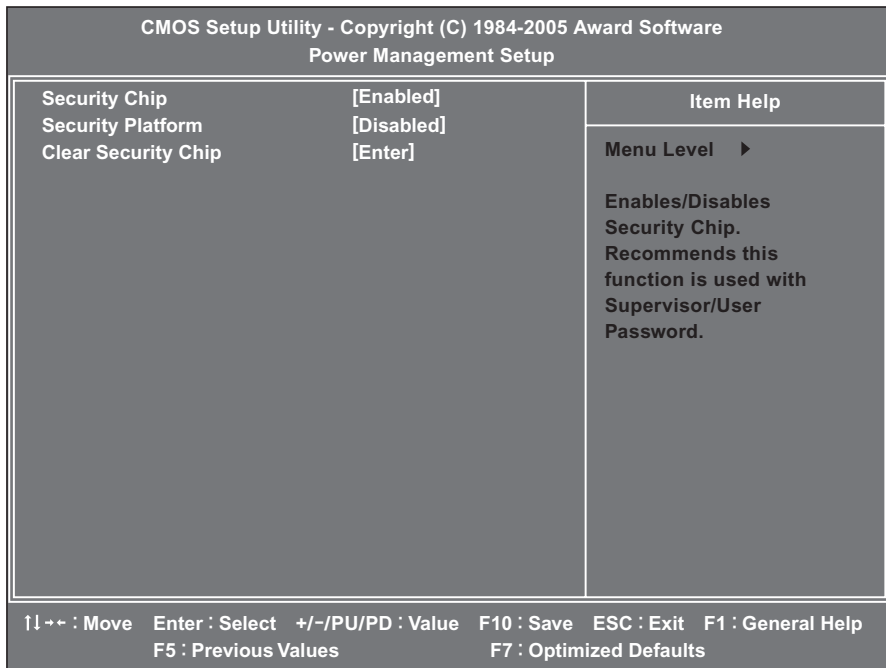 CMOS Setup Utility - Copyright (C) 1984-2005 Award Software
Power Management Setup
Security Chip [Enabled]
Security Platform [Disabled]
Clear Security Chip [Enter]
Item Help
Menu Level ▶
Enables/Disables
Security Chip.
Recommends this
function is used with
Supervisor/User
Password.
↑↓→← : Move Enter : Select +/-/PU/PD : Value F10 : Save ESC : Exit F1 : General Help
F5 : Previous Values F7 : Optimized Defaults